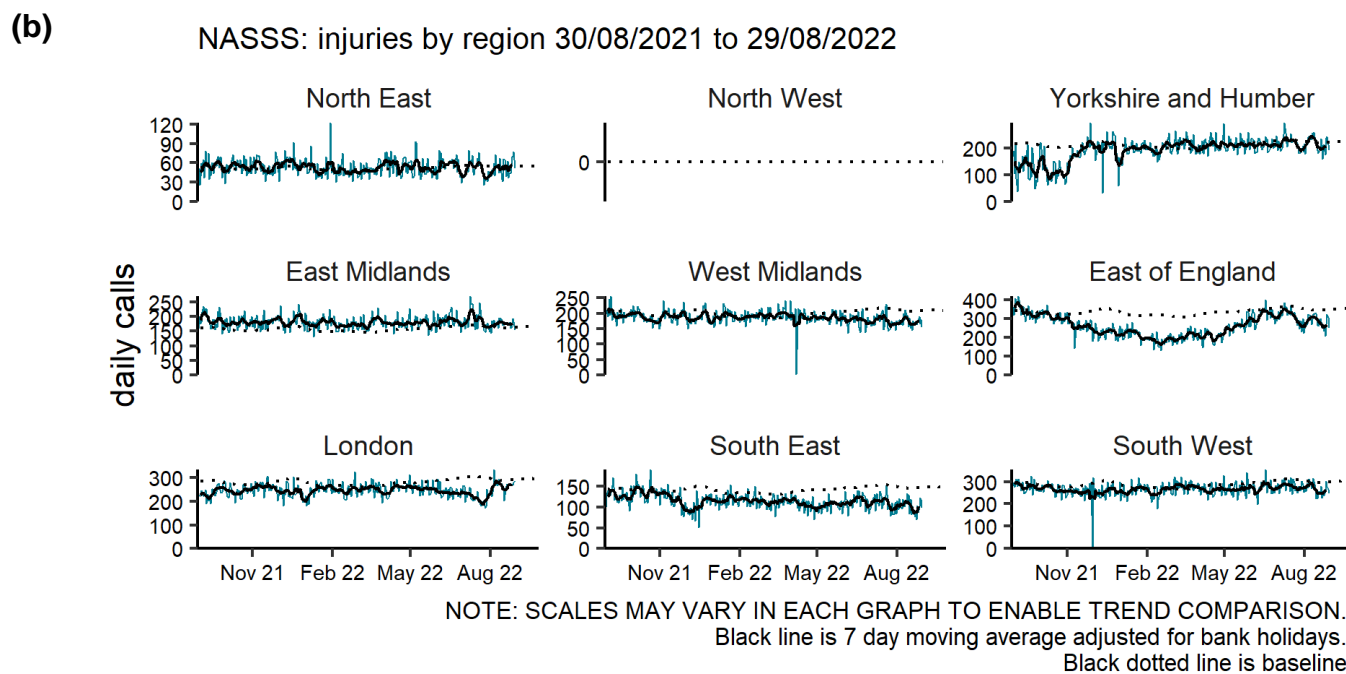 (b)
NASSS: injuries by region 30/08/2021 to 29/08/2022
North East
North West
Yorkshire and Humber
120
90
60
30
0
0
200
100
0
daily calls
East Midlands
West Midlands
East of England
250
200
150
100
50
0
250
200
150
100
50
0
400
300
200
100
0
London
South East
South West
300
200
100
0
150
100
50
0
300
200
100
0
Nov 21 Feb 22 May 22 Aug 22
Nov 21 Feb 22 May 22 Aug 22
Nov 21 Feb 22 May 22 Aug 22
NOTE: SCALES MAY VARY IN EACH GRAPH TO ENABLE TREND COMPARISON.
Black line is 7 day moving average adjusted for bank holidays.
Black dotted line is baseline